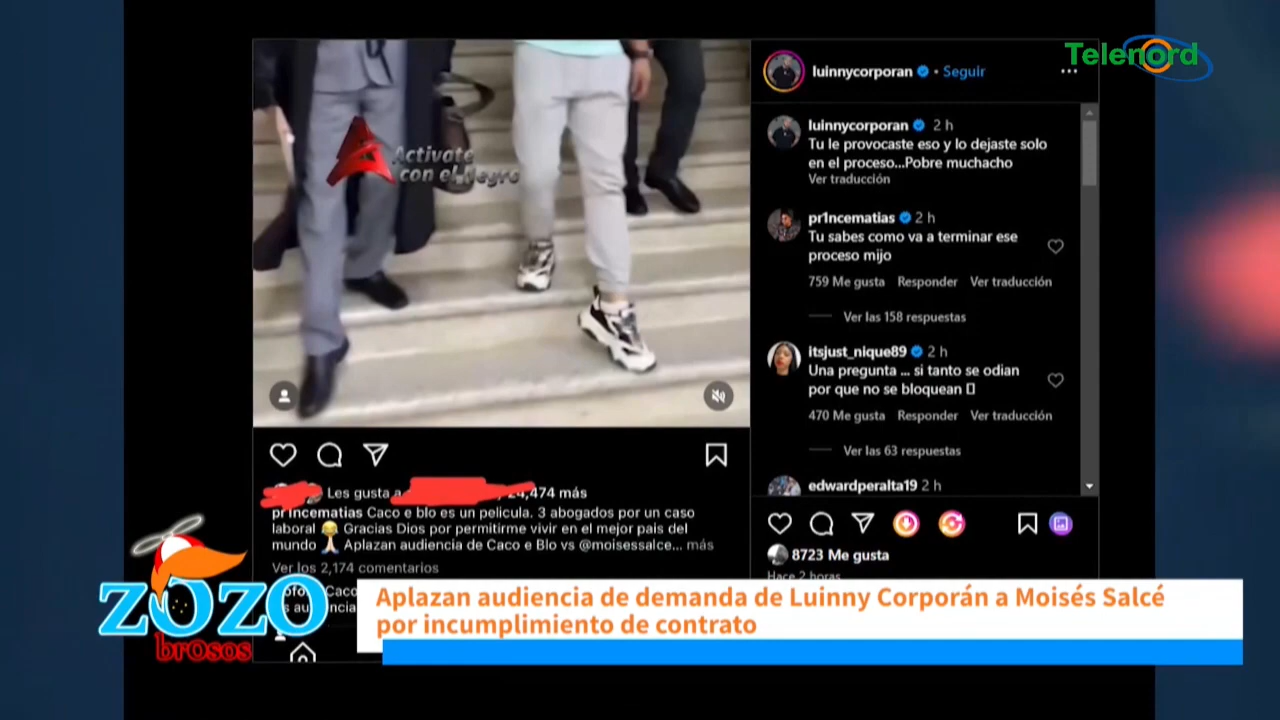 Telenord
luinnycorporan • Seguir
luinnycorporan 2 h
Tu le provocaste eso y lo dejaste solo
en el proceso...Pobre muchacho
Ver traducción
pr1ncematias 2 h
Tu sabes como va a terminar ese
proceso mijo
759 Me gusta Responder Ver traducción
Ver las 158 respuestas
itsjust_nique89 2 h
Una pregunta ... si tanto se odian
por que no se bloquean
470 Me gusta Responder Ver traducción
Ver las 63 respuestas
edwardperalta19 2 h
8723 Me gusta
Hace 2 horas
Activate
con el Negro
Les gusta a 24,474 más
pr1ncematias Caco e blo es un pelicula. 3 abogados por un caso
laboral 😂 Gracias Dios por permitirme vivir en el mejor pais del
mundo 🙏🏻 Aplazan audiencia de Caco e Blo vs @moisessalce... más
Ver los 2,174 comentarios
ZOZO
brosos
Aplazan audiencia de demanda de Luinny Corporán a Moisés Salcé
por incumplimiento de contrato